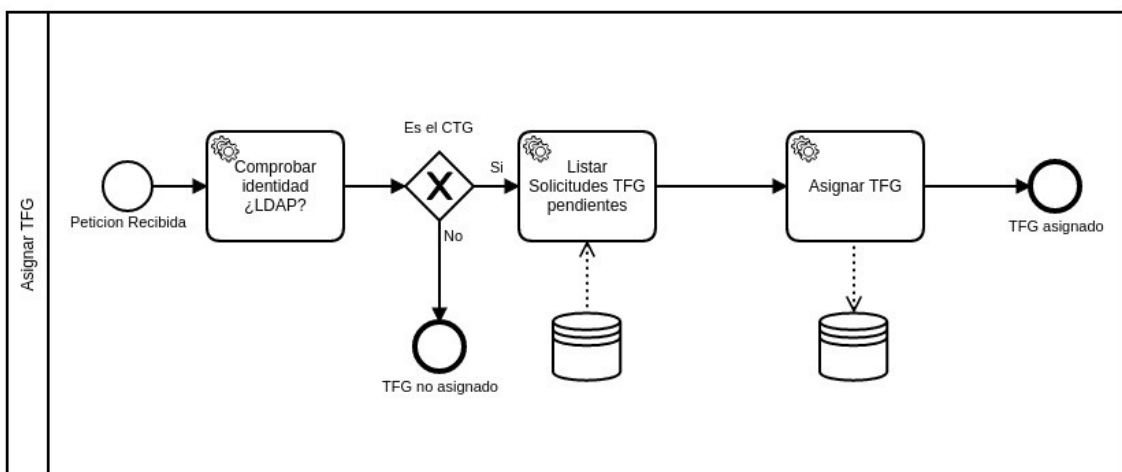 Asignar TFG
Peticion Recibida
Comprobar
identidad
¿LDAP?
Es el CTG
Si
No
TFG no asignado
Listar
Solicitudes TFG
pendientes
Asignar TFG
TFG asignado